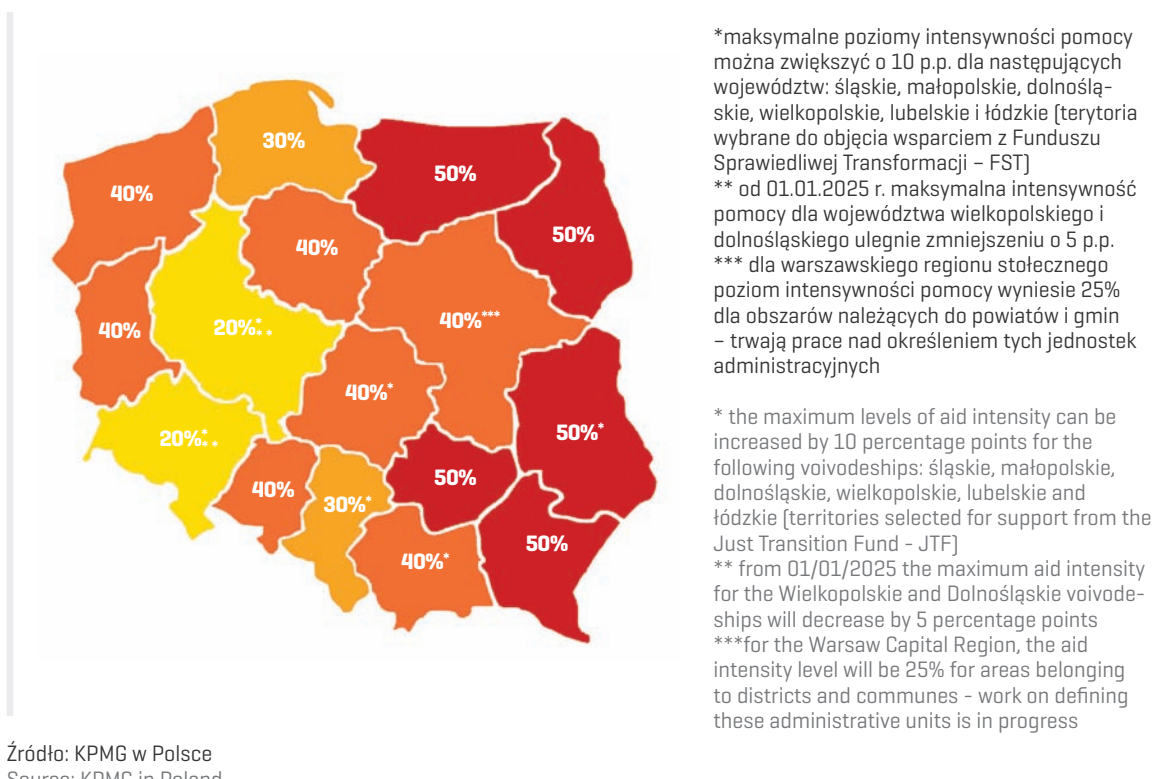 30%
50%
40%
50%
40%
40%
20%***
40%***
40%*
20%***
50%*
50%
40%
30%*
50%
40%*
*maksymalne poziomy intensywności pomocy
można zwiększyć o 10 p.p. dla następujących
województw: śląskie, małopolskie, dolnoślą-
skie, wielkopolskie, lubelskie i łódzkie (terytoria
wybrane do objęcia wsparciem z Funduszu
Sprawiedliwej Transformacji – FST)
** od 01.01.2025 r. maksymalna intensywność
pomocy dla województwa wielkopolskiego i
dolnośląskiego ulegnie zmniejszeniu o 5 p.p.
*** dla warszawskiego regionu stołecznego
poziom intensywności pomocy wyniesie 25%
dla obszarów należących do powiatów i gmin
– trwają prace nad określeniem tych jednostek
administracyjnych
* the maximum levels of aid intensity can be
increased by 10 percentage points for the
following voivodeships: śląskie, małopolskie,
dolnośląskie, wielkopolskie, lubelskie and
łódzkie (territories selected for support from the
Just Transition Fund - JTF)
** from 01/01/2025 the maximum aid intensity
for the Wielkopolskie and Dolnośląskie voivode-
ships will decrease by 5 percentage points
***for the Warsaw Capital Region, the aid
intensity level will be 25% for areas belonging
to districts and communes - work on defining
these administrative units is in progress
Źródło: KPMG w Polsce
Source: KPMG in Poland